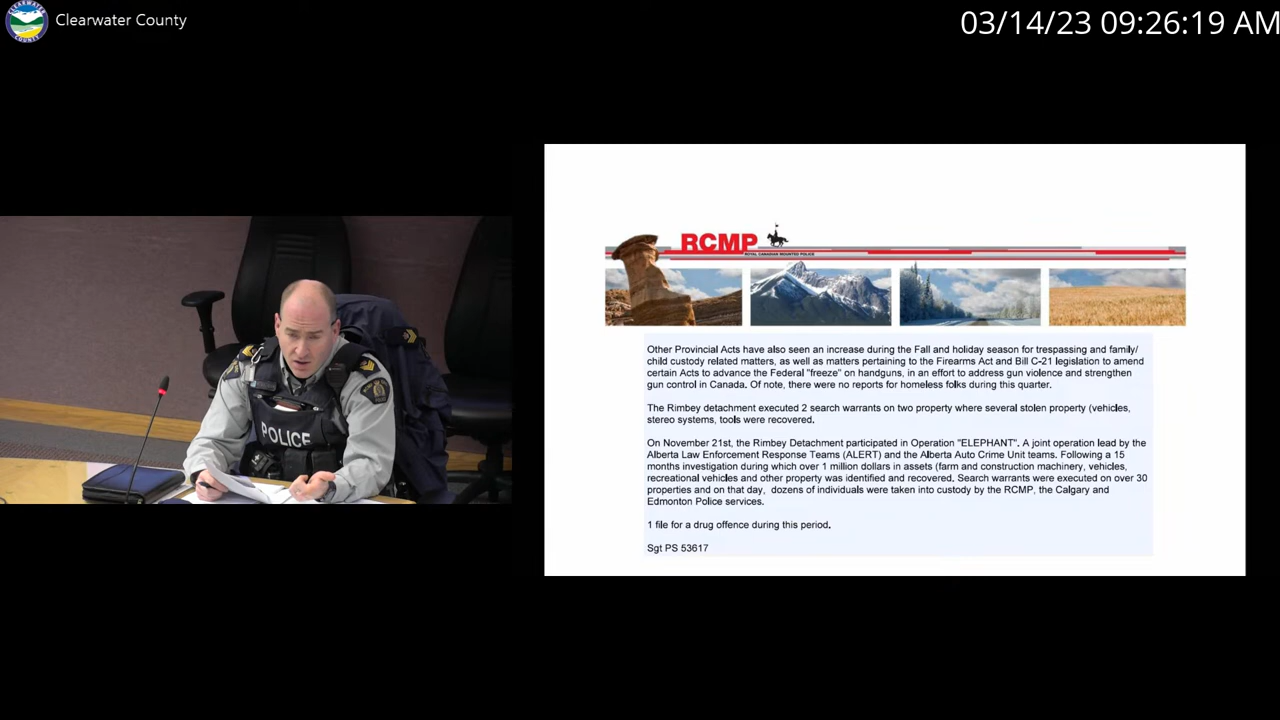 Clearwater County
03/14/23 09:26:19 AM
CLEARWATER
COUNTY
POLICE
RCMP
ROYAL CANADIAN MOUNTED POLICE
Other Provincial Acts have also seen an increase during the Fall and holiday season for trespassing and family/
child custody related matters, as well as matters pertaining to the Firearms Act and Bill C-21 legislation to amend
certain Acts to advance the Federal "freeze" on handguns, in an effort to address gun violence and strengthen
gun control in Canada. Of note, there were no reports for homeless folks during this quarter.
The Rimbey detachment executed 2 search warrants on two property where several stolen property (vehicles,
stereo systems, tools were recovered.
On November 21st, the Rimbey Detachment participated in Operation "ELEPHANT". A joint operation lead by the
Alberta Law Enforcement Response Teams (ALERT) and the Alberta Auto Crime Unit teams. Following a 15
months investigation during which over 1 million dollars in assets (farm and construction machinery, vehicles,
recreational vehicles and other property was identified and recovered. Search warrants were executed on over 30
properties and on that day, dozens of individuals were taken into custody by the RCMP, the Calgary and
Edmonton Police services.
1 file for a drug offence during this period.
Sgt PS 53617